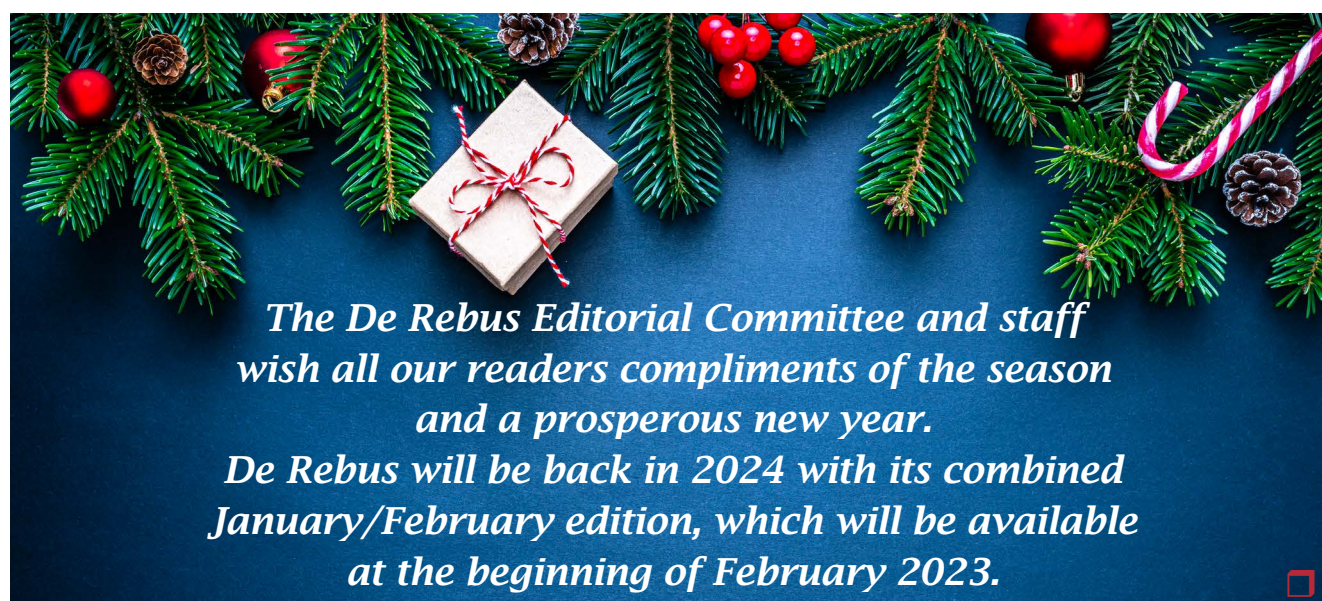 The De Rebus Editorial Committee and staff
wish all our readers compliments of the season
and a prosperous new year.
De Rebus will be back in 2024 with its combined
January/February edition, which will be available
at the beginning of February 2023.